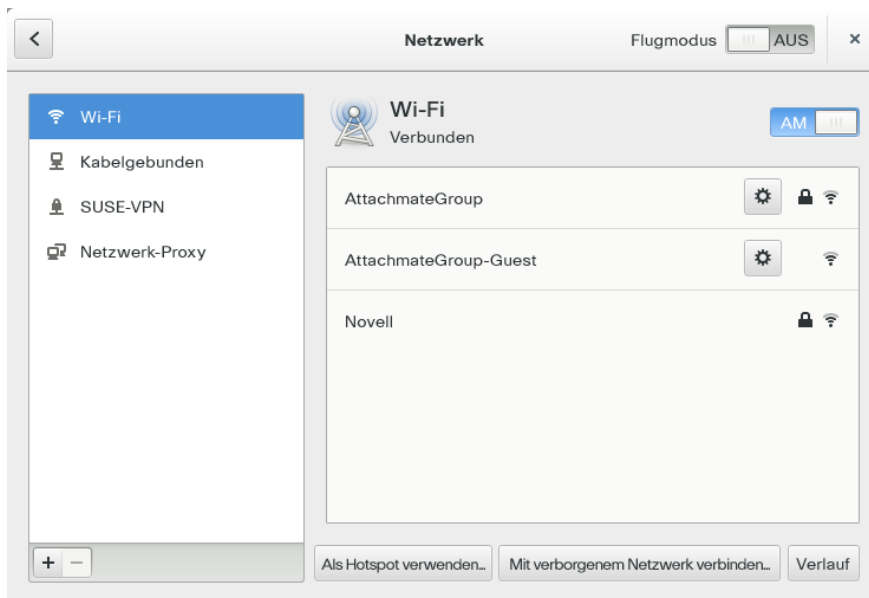 Netzwerk
Flugmodus AUS
Wi-Fi
Kabelgebunden
SUSE-VPN
Netzwerk-Proxy
Wi-Fi
Verbunden
AM
AttachmateGroup
AttachmateGroup-Guest
Novell
Als Hotspot verwenden...
Mit verborgenem Netzwerk verbinden...
Verlauf